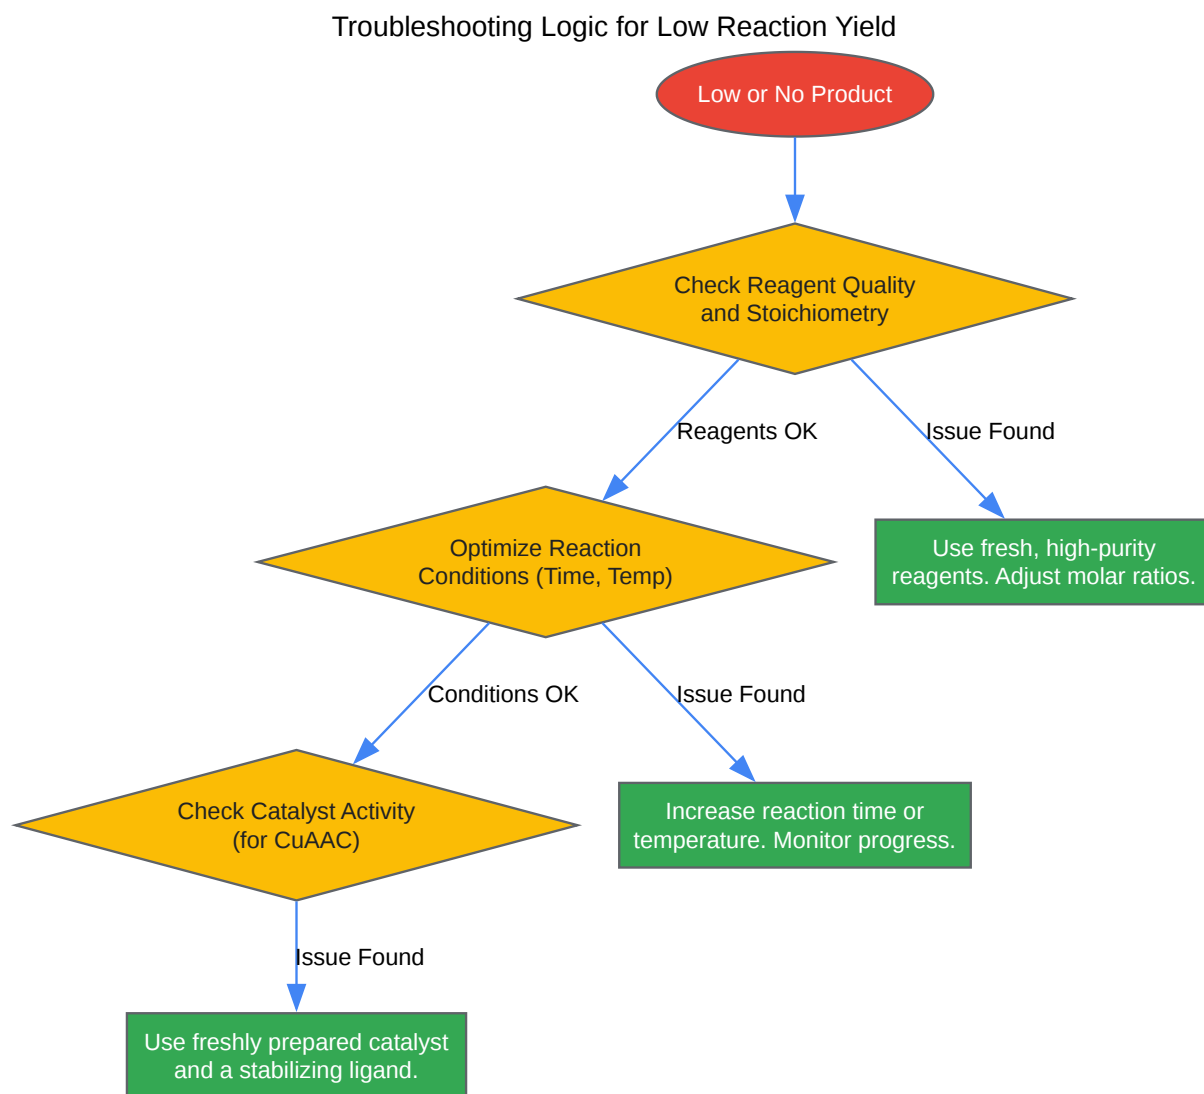 Troubleshooting Logic for Low Reaction Yield
Low or No Product
Check Reagent Quality
and Stoichiometry
Reagents OK
Issue Found
Optimize Reaction
Conditions (Time, Temp)
Use fresh, high-purity
reagents. Adjust molar ratios.
Conditions OK
Issue Found
Check Catalyst Activity
(for CuAAC)
Increase reaction time or
temperature. Monitor progress.
Issue Found
Use freshly prepared catalyst
and a stabilizing ligand.